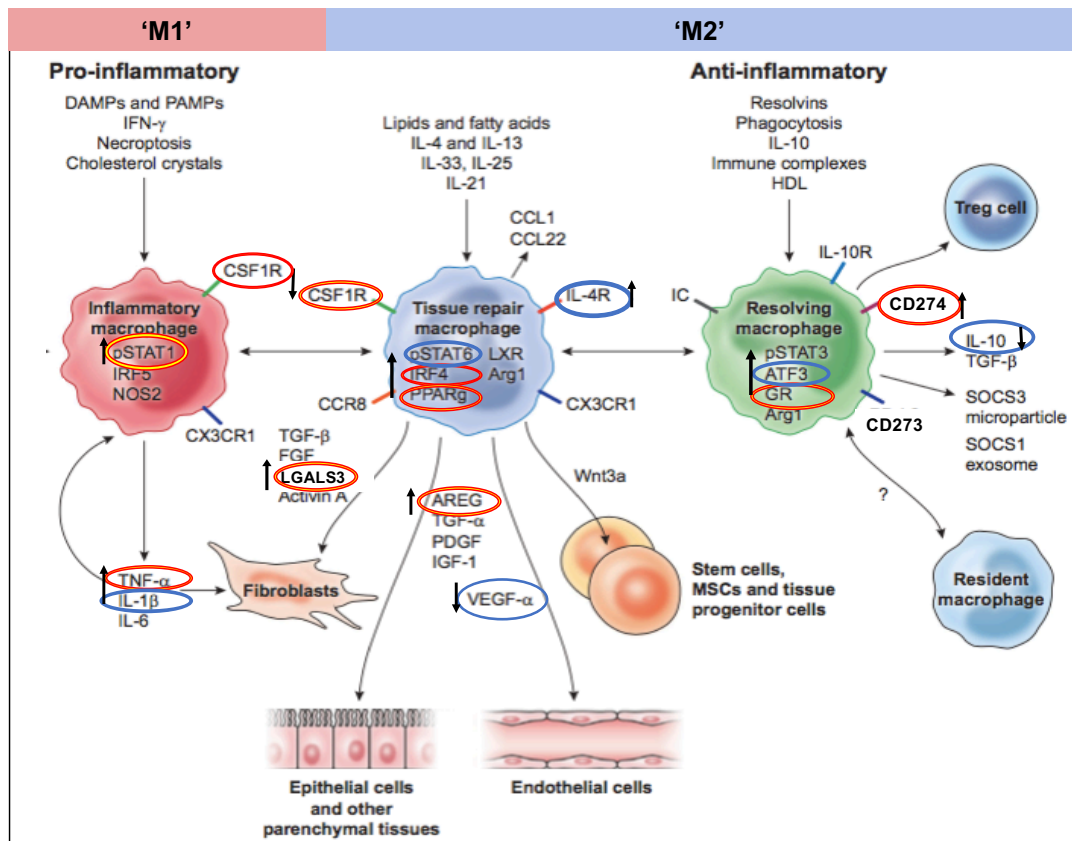 ‘M1’
‘M2’
Pro-inflammatory
DAMPs and PAMPs
IFN-γ
Necroptosis
Cholesterol crystals
Lipids and fatty acids
IL-4 and IL-13
IL-33, IL-25
IL-21
Anti-inflammatory
Resolvins
Phagocytosis
IL-10
Immune complexes
HDL
Treg cell
CCL1
CCL22
IL-10R
CSF1R
CSF1R
IL-4R
IC
CD274
Inflammatory
macrophage
pSTAT1
IRF5
NOS2
CX3CR1
Tissue repair
macrophage
pSTAT6 LXR
IRF4 Arg1
PPARg
CCR8
CX3CR1
Resolving
macrophage
pSTAT3
ATF3
GR
Arg1
CD273
IL-10
TGF-β
SOCS3
microparticle
SOCS1
exosome
TGF-β
FGF
LGALS3
Activin A
AREG
TGF-α
PDGF
IGF-1
VEGF-α
Wnt3a
?
TNF-α
IL-1β
IL-6
Fibroblasts
Stem cells,
MSCs and tissue
progenitor cells
Resident
macrophage
Epithelial cells
and other
parenchymal tissues
Endothelial cells